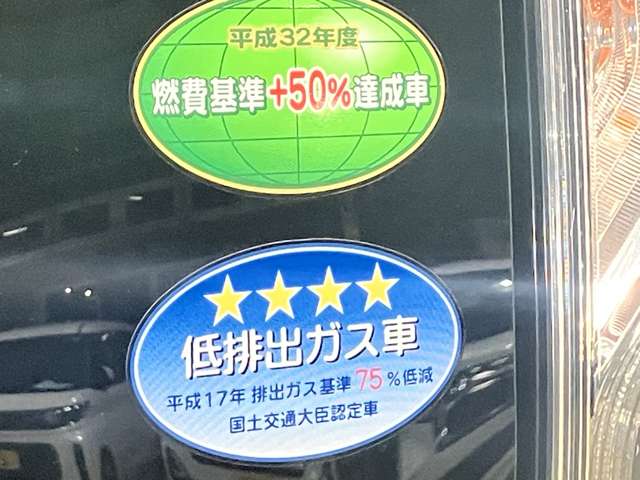 平成32年度
燃費基準+50%達成車
低排出ガス車
平成17年 排出ガス基準75%低減
国土交通大臣認定車